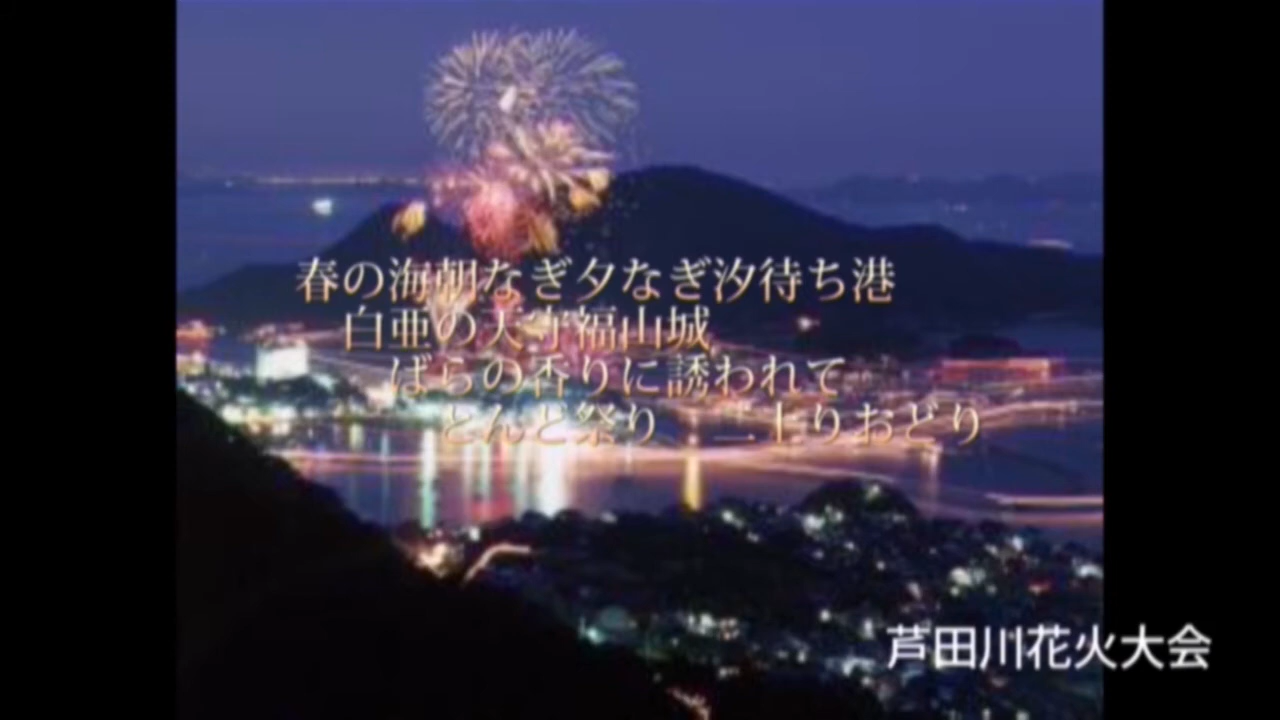 春の海朝なぎ夕なぎ汐待ち港
白亜の天守福山城
ばらの香りに誘われて
とんど祭り 二上りおどり
芦田川花火大会